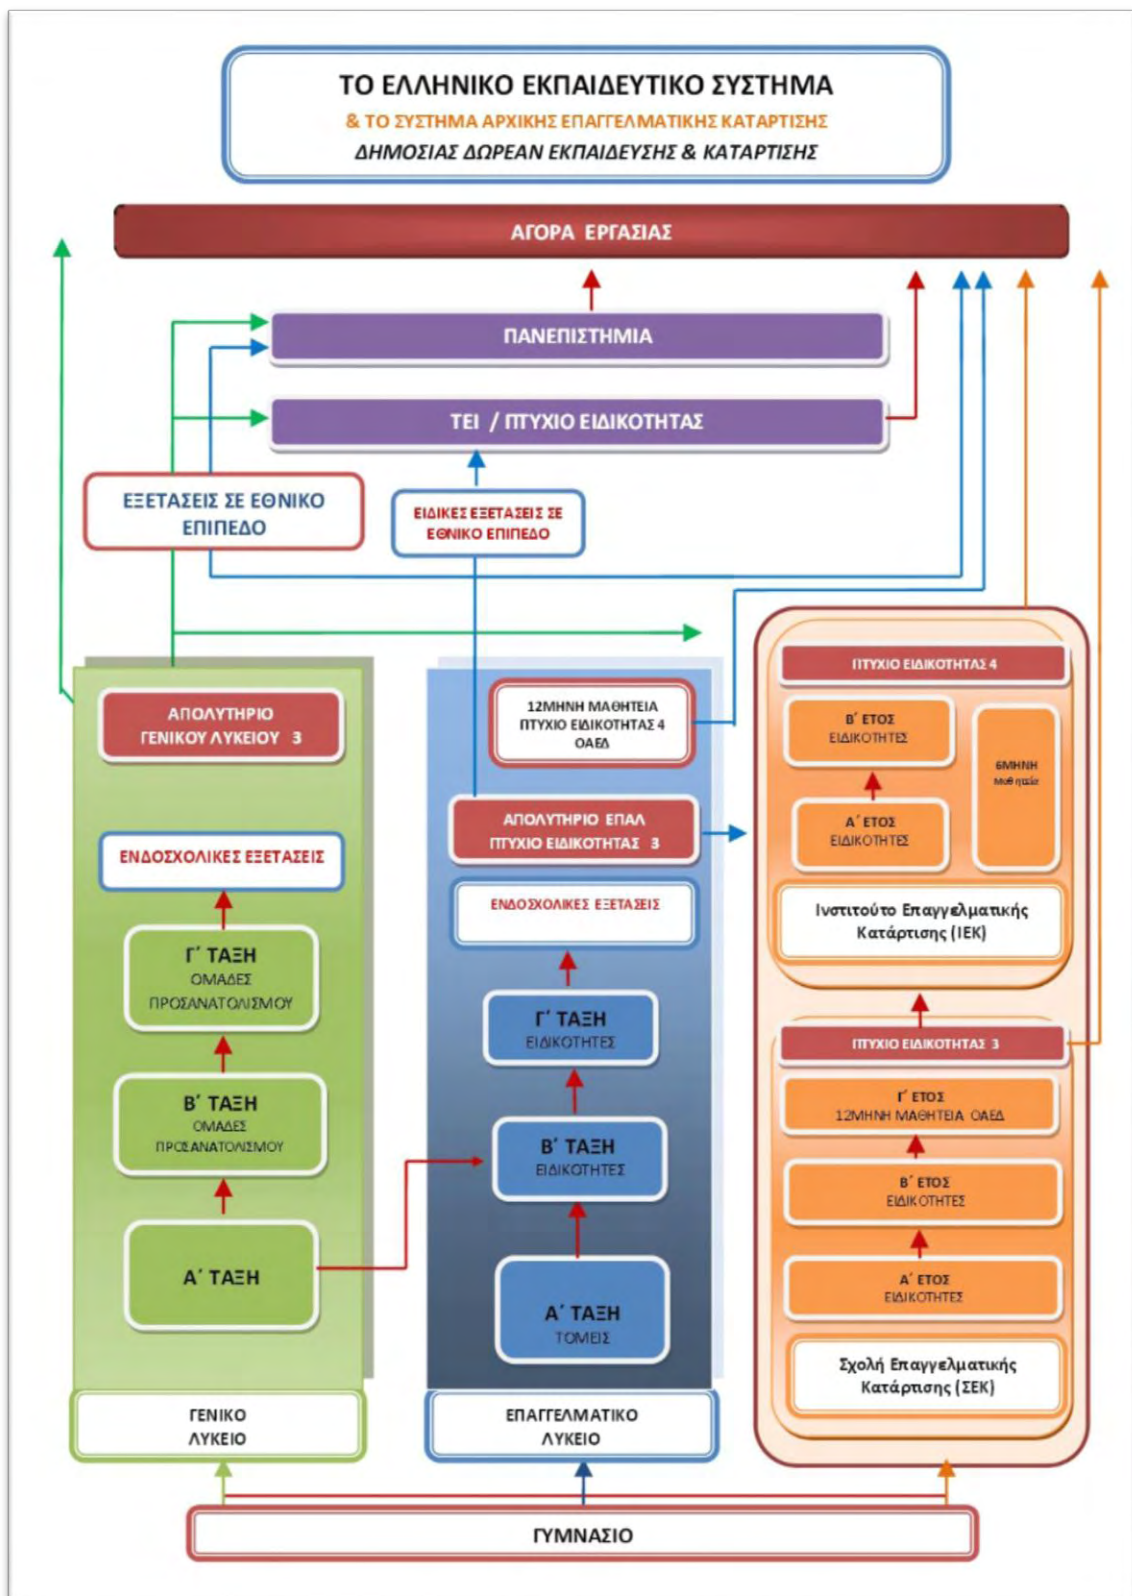 ΤΟ ΕΛΛΗΝΙΚΟ ΕΚΠΑΙΔΕΥΤΙΚΟ ΣΥΣΤΗΜΑ
& ΤΟ ΣΥΣΤΗΜΑ ΑΡΧΙΚΗΣ ΕΠΑΓΓΕΛΜΑΤΙΚΗΣ ΚΑΤΑΡΤΙΣΗΣ
ΔΗΜΟΣΙΑΣ ΔΩΡΕΑΝ ΕΚΠΑΙΔΕΥΣΗΣ & ΚΑΤΑΡΤΙΣΗΣ
ΑΓΟΡΑ ΕΡΓΑΣΙΑΣ
ΠΑΝΕΠΙΣΤΗΜΙΑ
ΤΕΙ / ΠΤΥΧΙΟ ΕΙΔΙΚΟΤΗΤΑΣ
ΕΞΕΤΑΣΕΙΣ ΣΕ ΕΘΝΙΚΟ
ΕΠΙΠΕΔΟ
ΕΙΔΙΚΕΣ ΕΞΕΤΑΣΕΙΣ ΣΕ
ΕΘΝΙΚΟ ΕΠΙΠΕΔΟ
ΑΠΟΛΥΤΗΡΙΟ
ΓΕΝΙΚΟΥ ΛΥΚΕΙΟΥ 3
ΕΝΔΟΣΧΟΛΙΚΕΣ ΕΞΕΤΑΣΕΙΣ
Γ΄ ΤΑΞΗ
ΟΜΑΔΕΣ
ΠΡΟΣΑΝΑΤΟΛΙΣΜΟΥ
Β΄ ΤΑΞΗ
ΟΜΑΔΕΣ
ΠΡΟΣΑΝΑΤΟΛΙΣΜΟΥ
Α΄ ΤΑΞΗ
ΓΕΝΙΚΟ
ΛΥΚΕΙΟ
12ΜΗΝΗ ΜΑΘΗΤΕΙΑ
ΠΤΥΧΙΟ ΕΙΔΙΚΟΤΗΤΑΣ 4
ΟΑΕΔ
ΑΠΟΛΥΤΗΡΙΟ ΕΠΑΛ
ΠΤΥΧΙΟ ΕΙΔΙΚΟΤΗΤΑΣ 3
ΕΝΔΟΣΧΟΛΙΚΕΣ ΕΞΕΤΑΣΕΙΣ
Γ΄ ΤΑΞΗ
ΕΙΔΙΚΟΤΗΤΕΣ
Β΄ ΤΑΞΗ
ΕΙΔΙΚΟΤΗΤΕΣ
Α΄ ΤΑΞΗ
ΤΟΜΕΙΣ
ΕΠΑΓΓΕΛΜΑΤΙΚΟ
ΛΥΚΕΙΟ
ΠΤΥΧΙΟ ΕΙΔΙΚΟΤΗΤΑΣ 4
Β΄ ΕΤΟΣ
ΕΙΔΙΚΟΤΗΤΕΣ
6ΜΗΝΗ
Μαθητεία
Α΄ ΕΤΟΣ
ΕΙΔΙΚΟΤΗΤΕΣ
Ινστιτούτο Επαγγελματικής
Κατάρτισης (ΙΕΚ)
ΠΤΥΧΙΟ ΕΙΔΙΚΟΤΗΤΑΣ 3
Γ΄ ΕΤΟΣ
12ΜΗΝΗ ΜΑΘΗΤΕΙΑ ΟΑΕΔ
Β΄ ΕΤΟΣ
ΕΙΔΙΚΟΤΗΤΕΣ
Α΄ ΕΤΟΣ
ΕΙΔΙΚΟΤΗΤΕΣ
Σχολή Επαγγελματικής
Κατάρτισης (ΣΕΚ)
ΓΥΜΝΑΣΙΟ